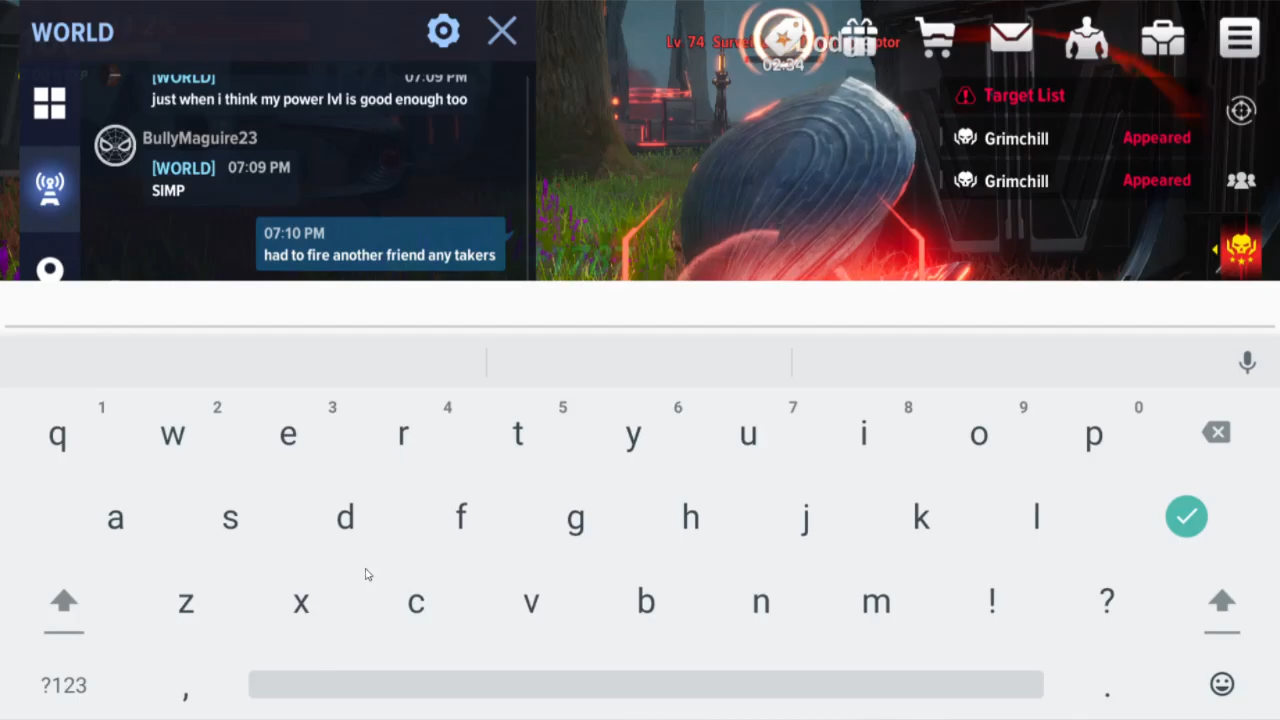 WORLD
[WORLD] 07:09 PM
just when i think my power lvl is good enough too
BullyMaguire23
[WORLD] 07:09 PM
SIMP
07:10 PM
had to fire another friend any takers
Lv 74
02:34
Target List
Grimchill Appeared
Grimchill Appeared
1 2 3 4 5 6 7 8 9 0
q w e r t y u i o p
a s d f g h j k l
z x c v b n m ! ?
?123 , .